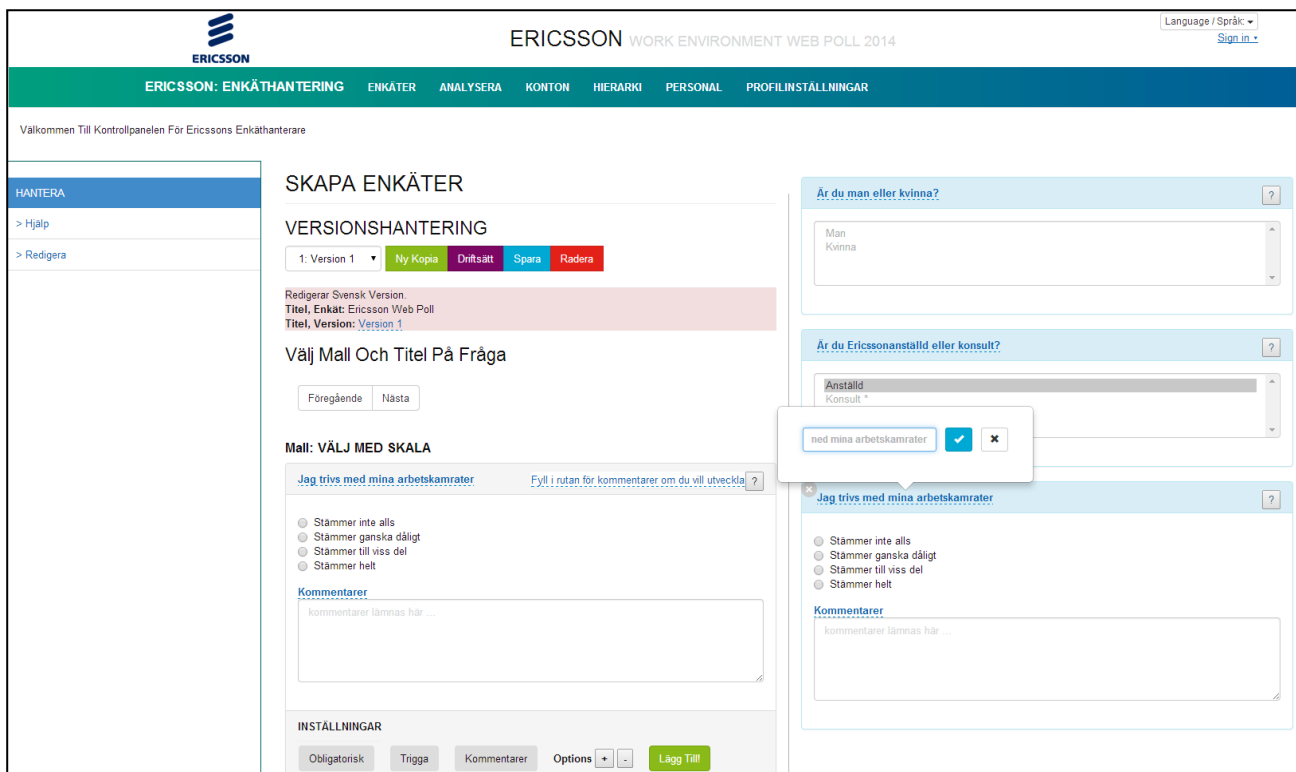 Language / Språk:
Sign in
ERICSSON
ERICSSON WORK ENVIRONMENT WEB POLL 2014
ERICSSON: ENKÄTHANTERING ENKÄTER ANALYSERA KONTON HIERARKI PERSONAL PROFILINSTÄLLNINGAR
Välkommen Till Kontrollpanelen För Ericssons Enkäthanterare
HANTERA
> Hjälp
> Redigera
SKAPA ENKÄTER
VERSIONSHANTERING
1: Version 1 Ny Kopia Driftsätt Spara Radera
Redigerar Svensk Version.
Titel, Enkät: Ericsson Web Poll
Titel, Version: Version 1
Välj Mall Och Titel På Fråga
Föregående Nästa
Mall: VÄLJ MED SKALA
Jag trivs med mina arbetskamrater Fyll i rutan för kommentarer om du vill utveckla ?
Stämmer inte alls
Stämmer ganska dåligt
Stämmer till viss del
Stämmer helt
Kommentarer
kommentarer lämnas här ...
INSTÄLLNINGAR
Obligatorisk Trigga Kommentarer Options + - Lägg Till!
Är du man eller kvinna? ?
Man
Kvinna
Är du Ericssonanställd eller konsult? ?
Anställd
Konsult *
ned mina arbetskamrater
Jag trivs med mina arbetskamrater ?
Stämmer inte alls
Stämmer ganska dåligt
Stämmer till viss del
Stämmer helt
Kommentarer
kommentarer lämnas här ...